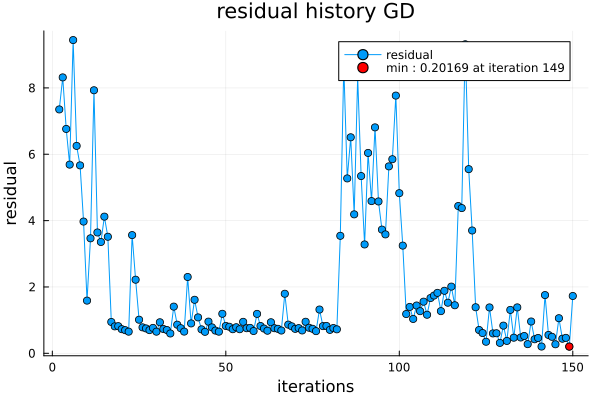 residual history GD
residual
min : 0.20169 at iteration 149
8
6
4
2
0
residual
0
50
100
150
iterations